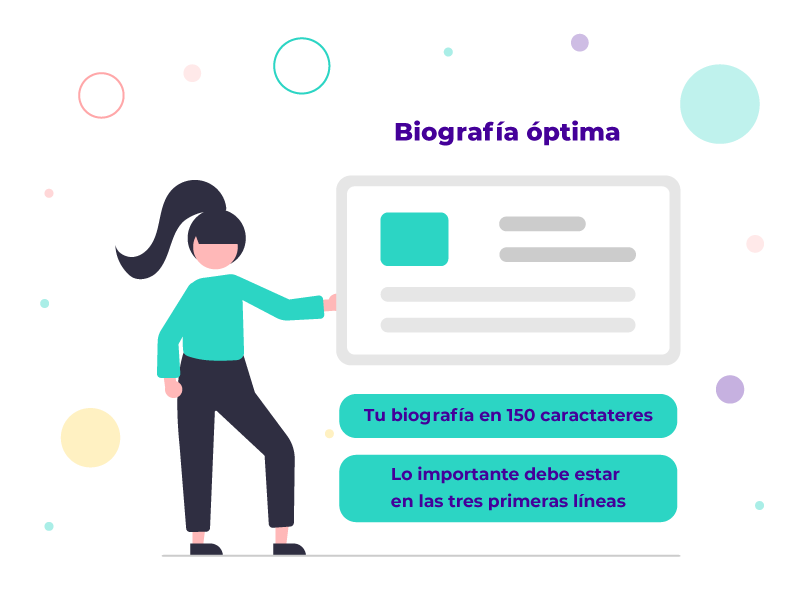 Biografía óptima
Tu biografía en 150 caractateres
Lo importante debe estar
en las tres primeras líneas